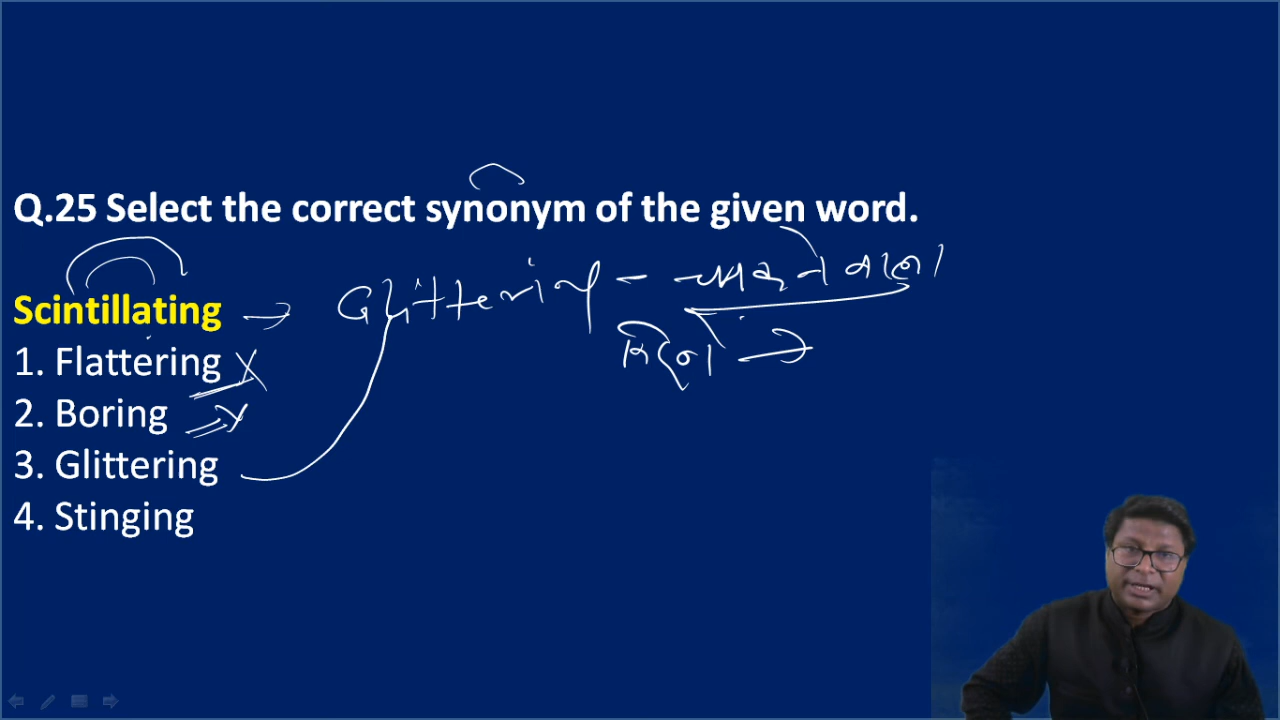 Q.25 Select the correct synonym of the given word.
Scintillating → Glittering - चमकने वाला
1. Flattering X
2. Boring X
3. Glittering
4. Stinging